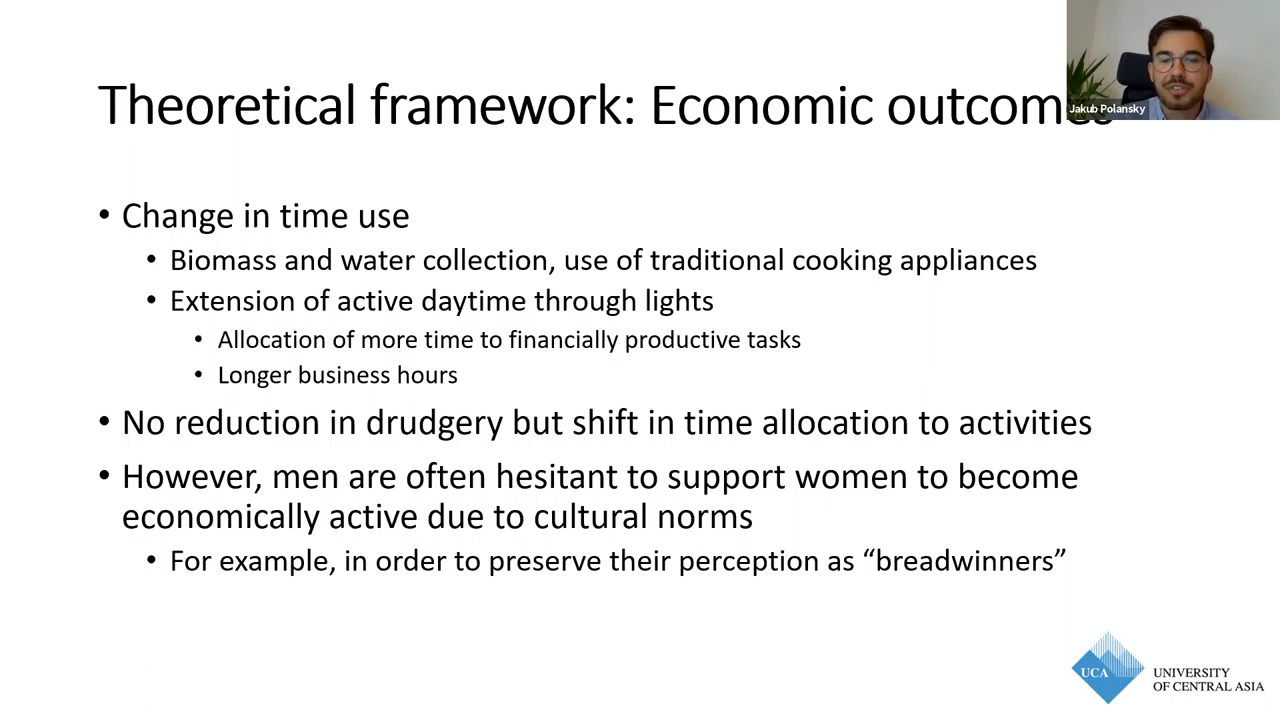 Theoretical framework: Economic outcomes
Jakub Polansky
• Change in time use
• Biomass and water collection, use of traditional cooking appliances
• Extension of active daytime through lights
• Allocation of more time to financially productive tasks
• Longer business hours
• No reduction in drudgery but shift in time allocation to activities
• However, men are often hesitant to support women to become
economically active due to cultural norms
• For example, in order to preserve their perception as “breadwinners”
UCA
UNIVERSITY
OF CENTRAL ASIA